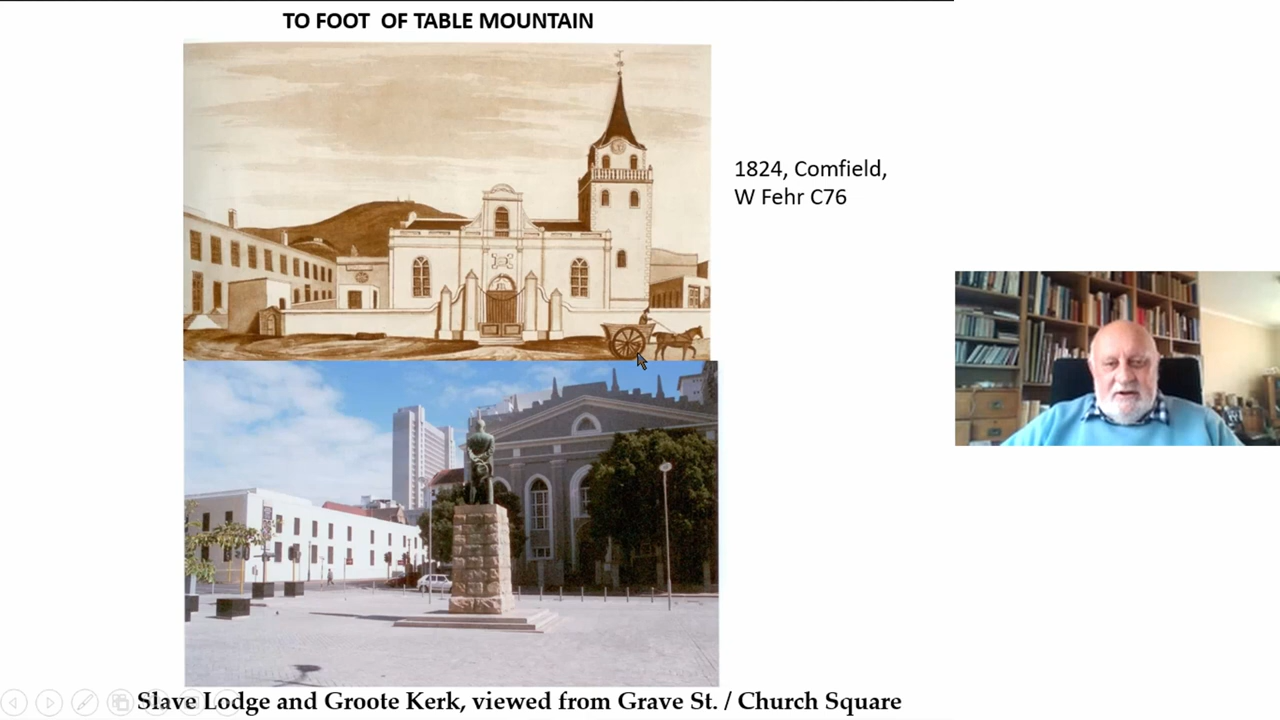 TO FOOT OF TABLE MOUNTAIN
1824, Comfield,
W Fehr C76
Slave Lodge and Groote Kerk, viewed from Grave St. / Church Square